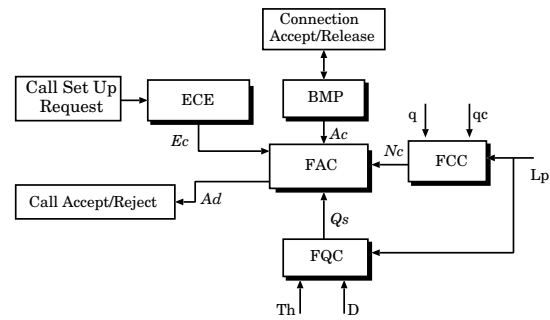 Connection
Accept/Release
Call Set Up
Request
ECE
BMP
q
qc
Ec
Ac
Nc
FAC
FCC
Lp
Call Accept/Reject
Ad
Qs
FQC
Th
D